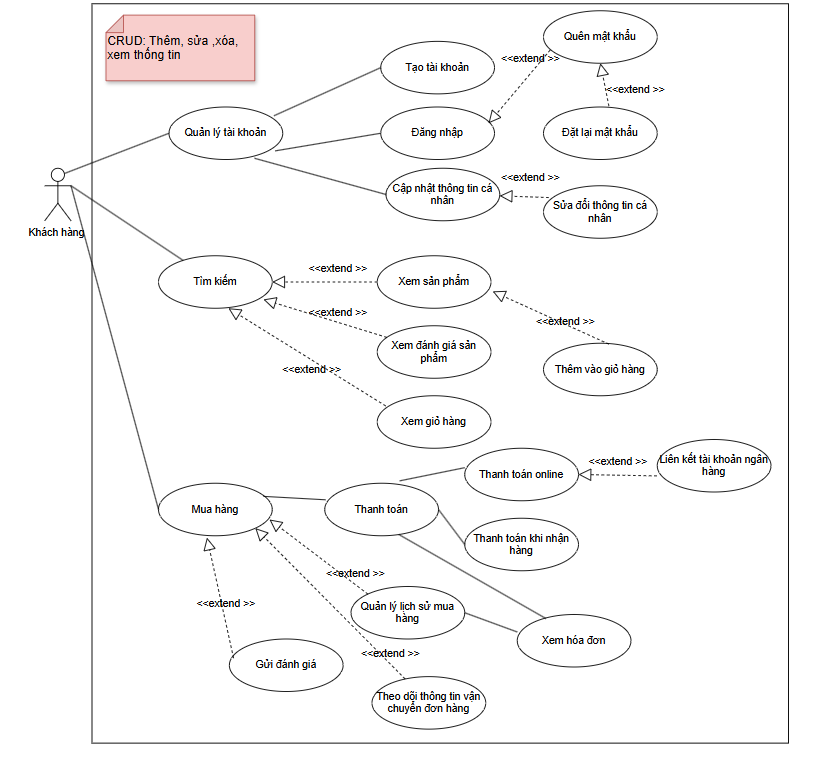 CRUD: Thêm, sửa ,xóa,
xem thống tin
Quên mật khẩu
<<extend >>
Tạo tài khoản
<<extend >>
Quản lý tài khoản
Đăng nhập
Đặt lại mật khẩu
<<extend >>
Cập nhật thông tin cá
nhân
Sửa đổi thông tin cá
nhân
Khách hàng
<<extend >>
Tìm kiếm
Xem sản phẩm
<<extend >>
<<extend >>
Xem đánh giá sản
phẩm
<<extend >>
Thêm vào giỏ hàng
Xem giỏ hàng
Thanh toán online
<<extend >>
Liên kết tài khoản ngân
hàng
Mua hàng
Thanh toán
Thanh toán khi nhận
hàng
<<extend >>
<<extend >>
Quản lý lịch sử mua
hàng
Xem hóa đơn
<<extend >>
Gửi đánh giá
Theo dõi thông tin vận
chuyển đơn hàng